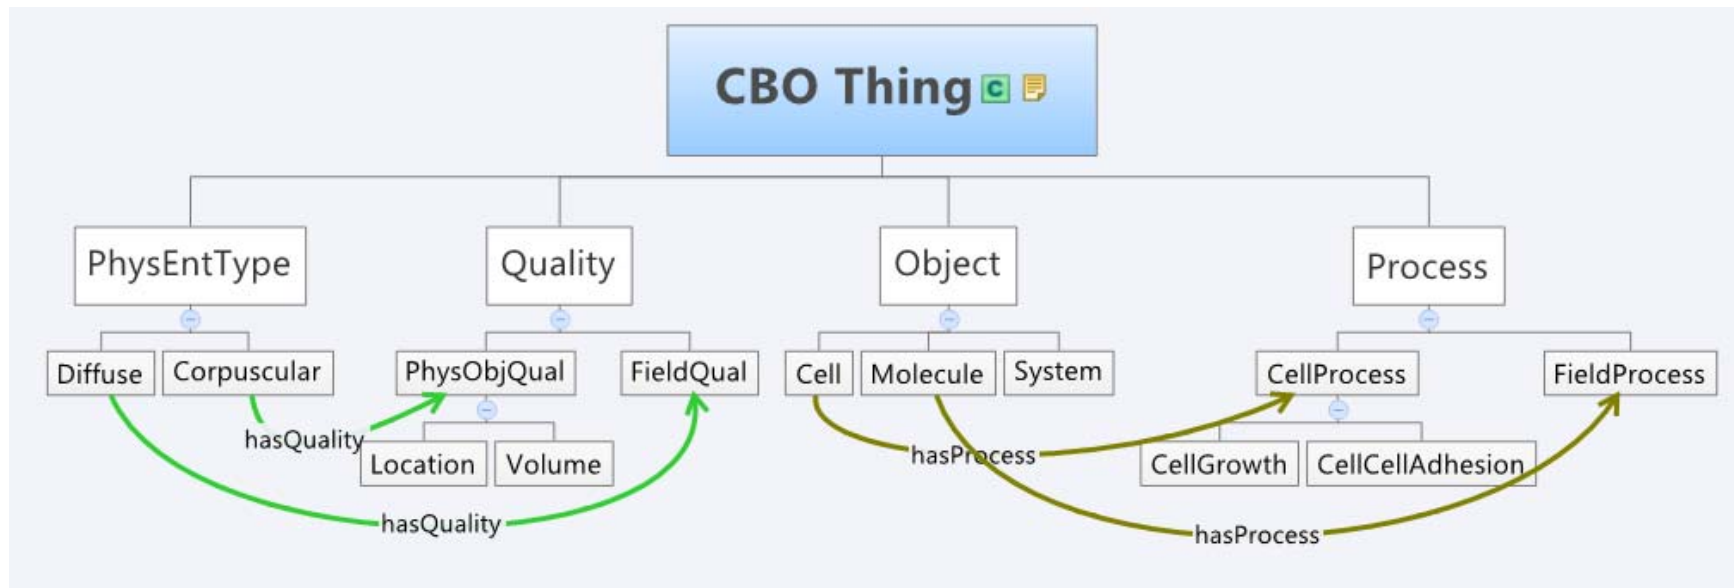 CBO Thing
PhysEntType
Quality
Object
Process
Diffuse
Corpuscular
PhysObjQual
FieldQual
Cell
Molecule
System
CellProcess
FieldProcess
hasQuality
Location
Volume
hasProcess
CellGrowth
CellCellAdhesion
hasQuality
hasProcess